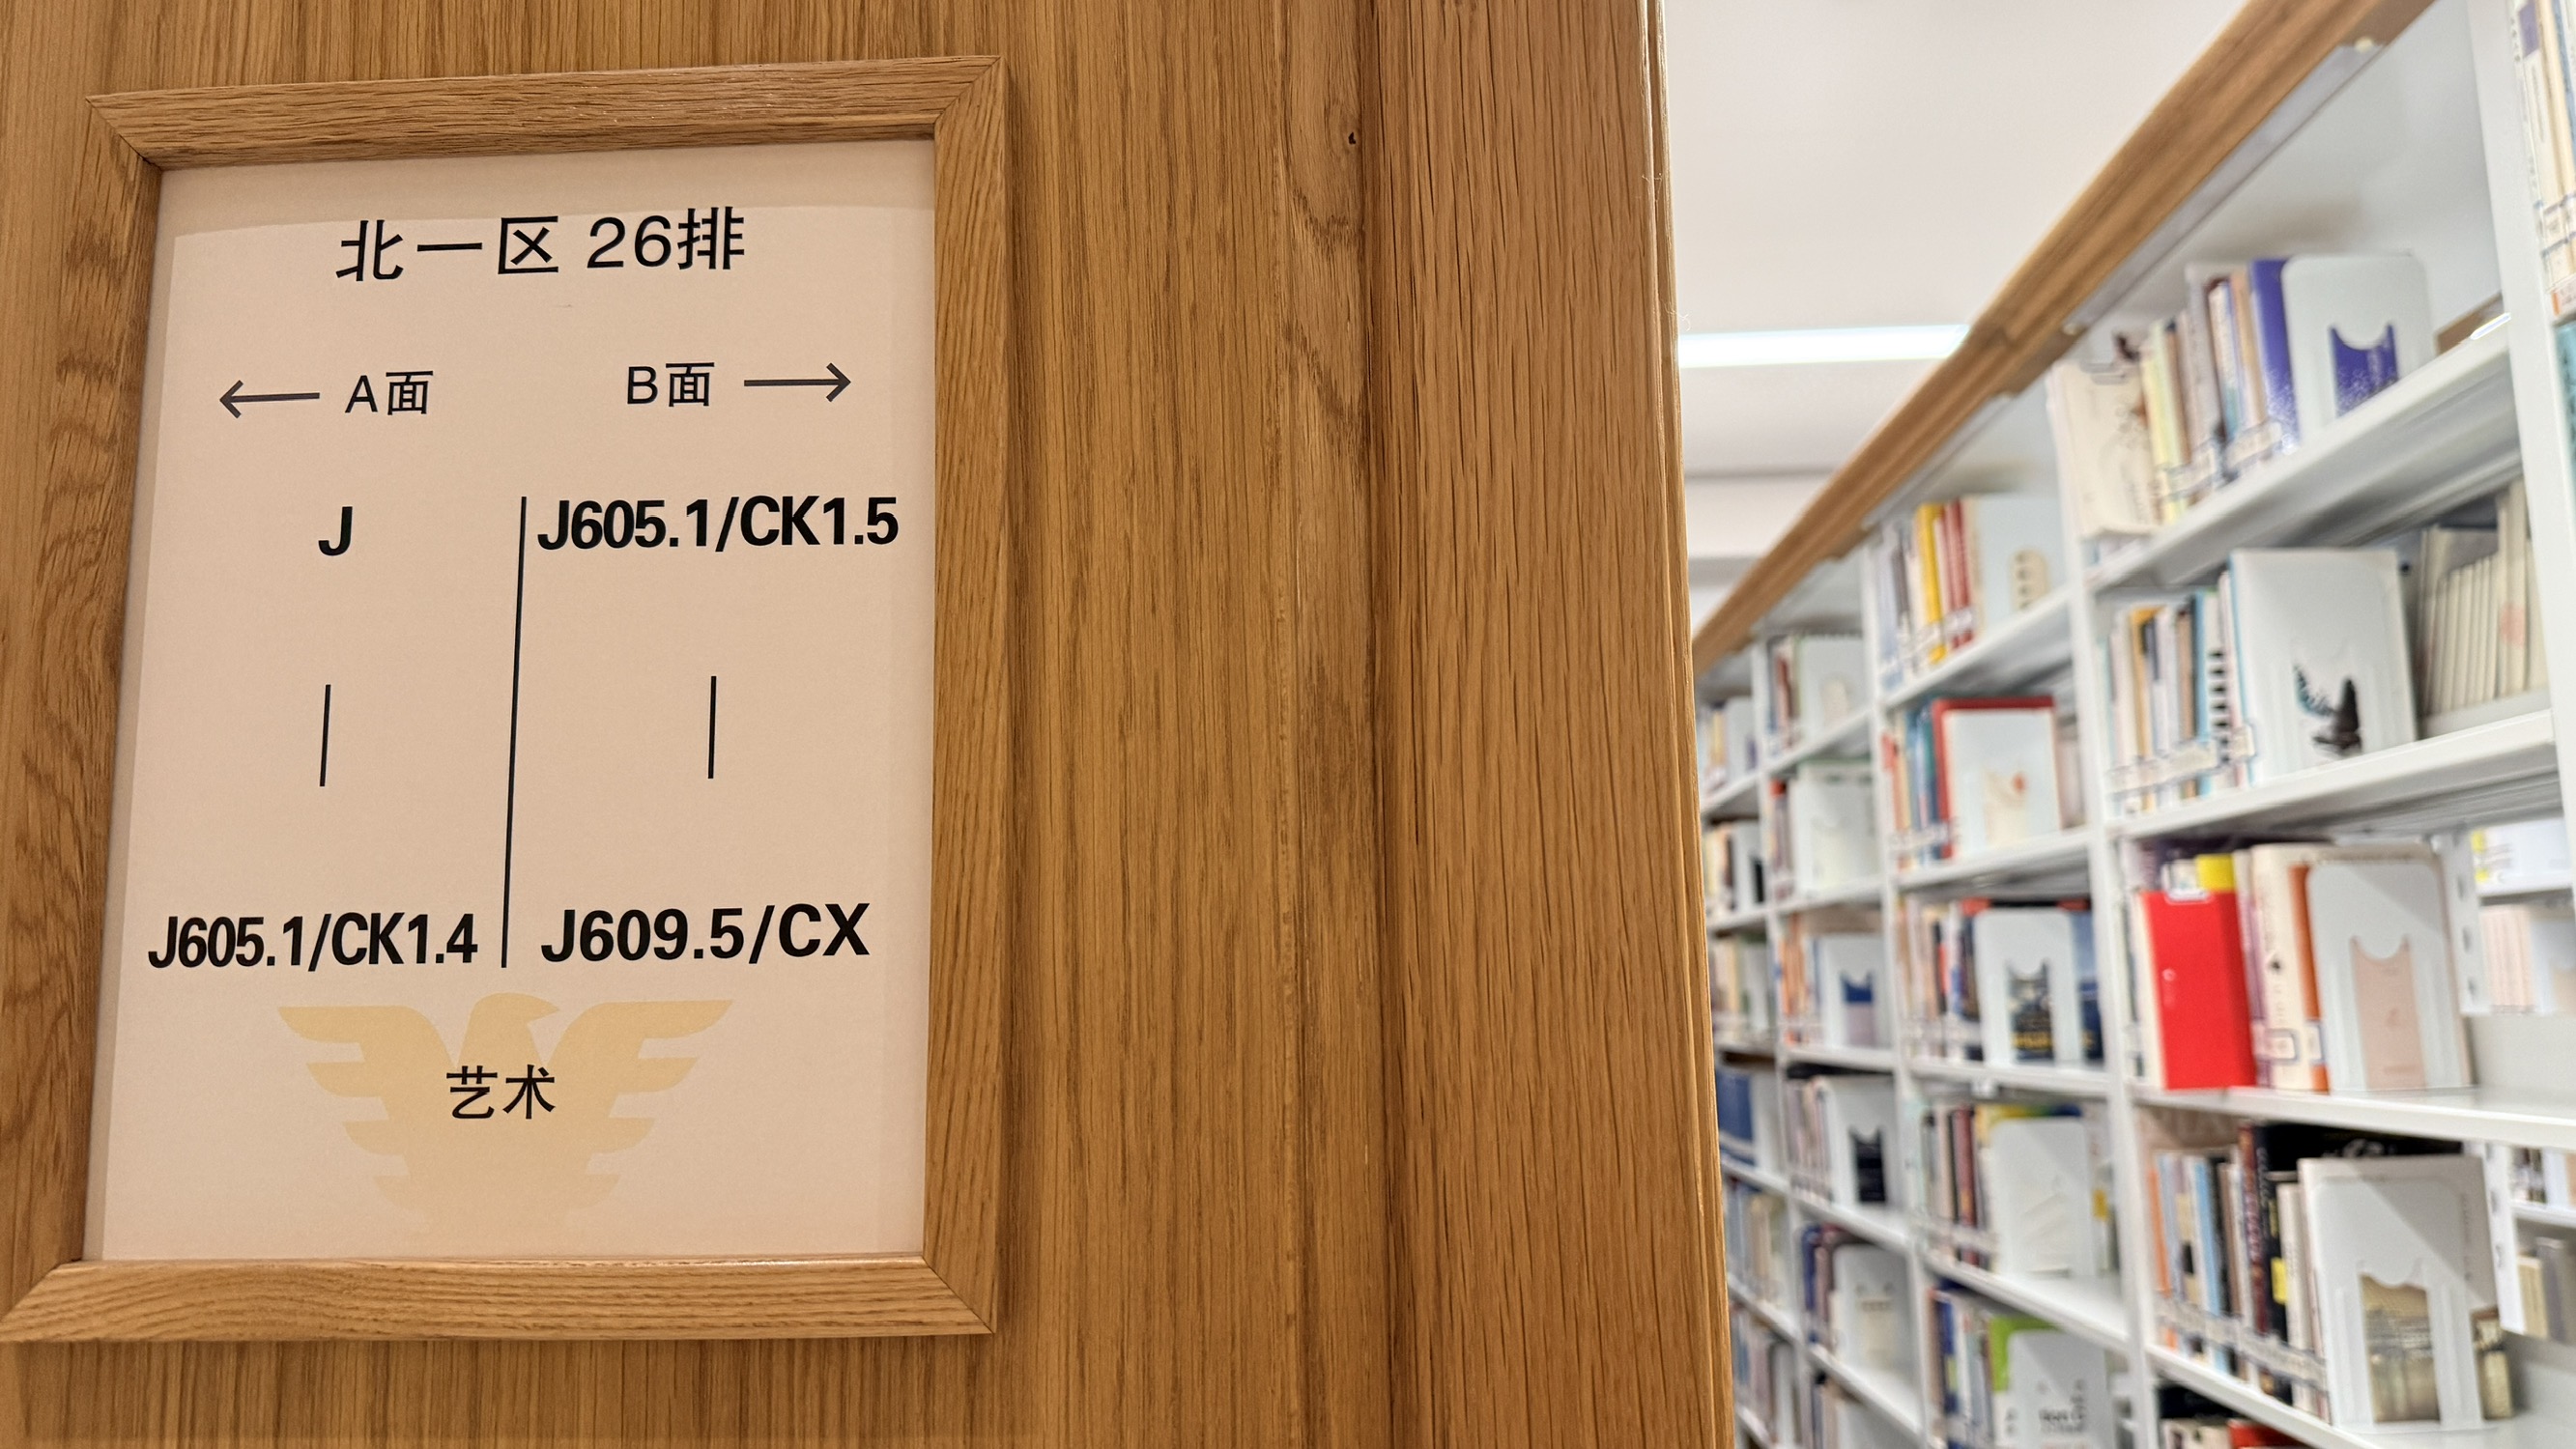 北一区 26排
← A面 B面 →
J J605.1/CK1.5
| |
J605.1/CK1.4 J609.5/CX
艺术